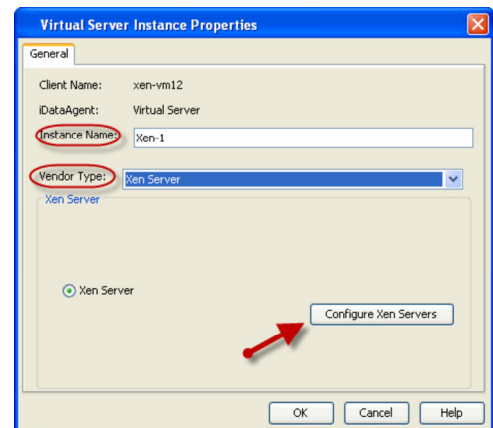 Virtual Server Instance Properties
General
Client Name: xen-vm12
iDataAgent: Virtual Server
Instance Name: Xen-1
Vendor Type: Xen Server
Xen Server
Xen Server
Configure Xen Servers
OK Cancel Help